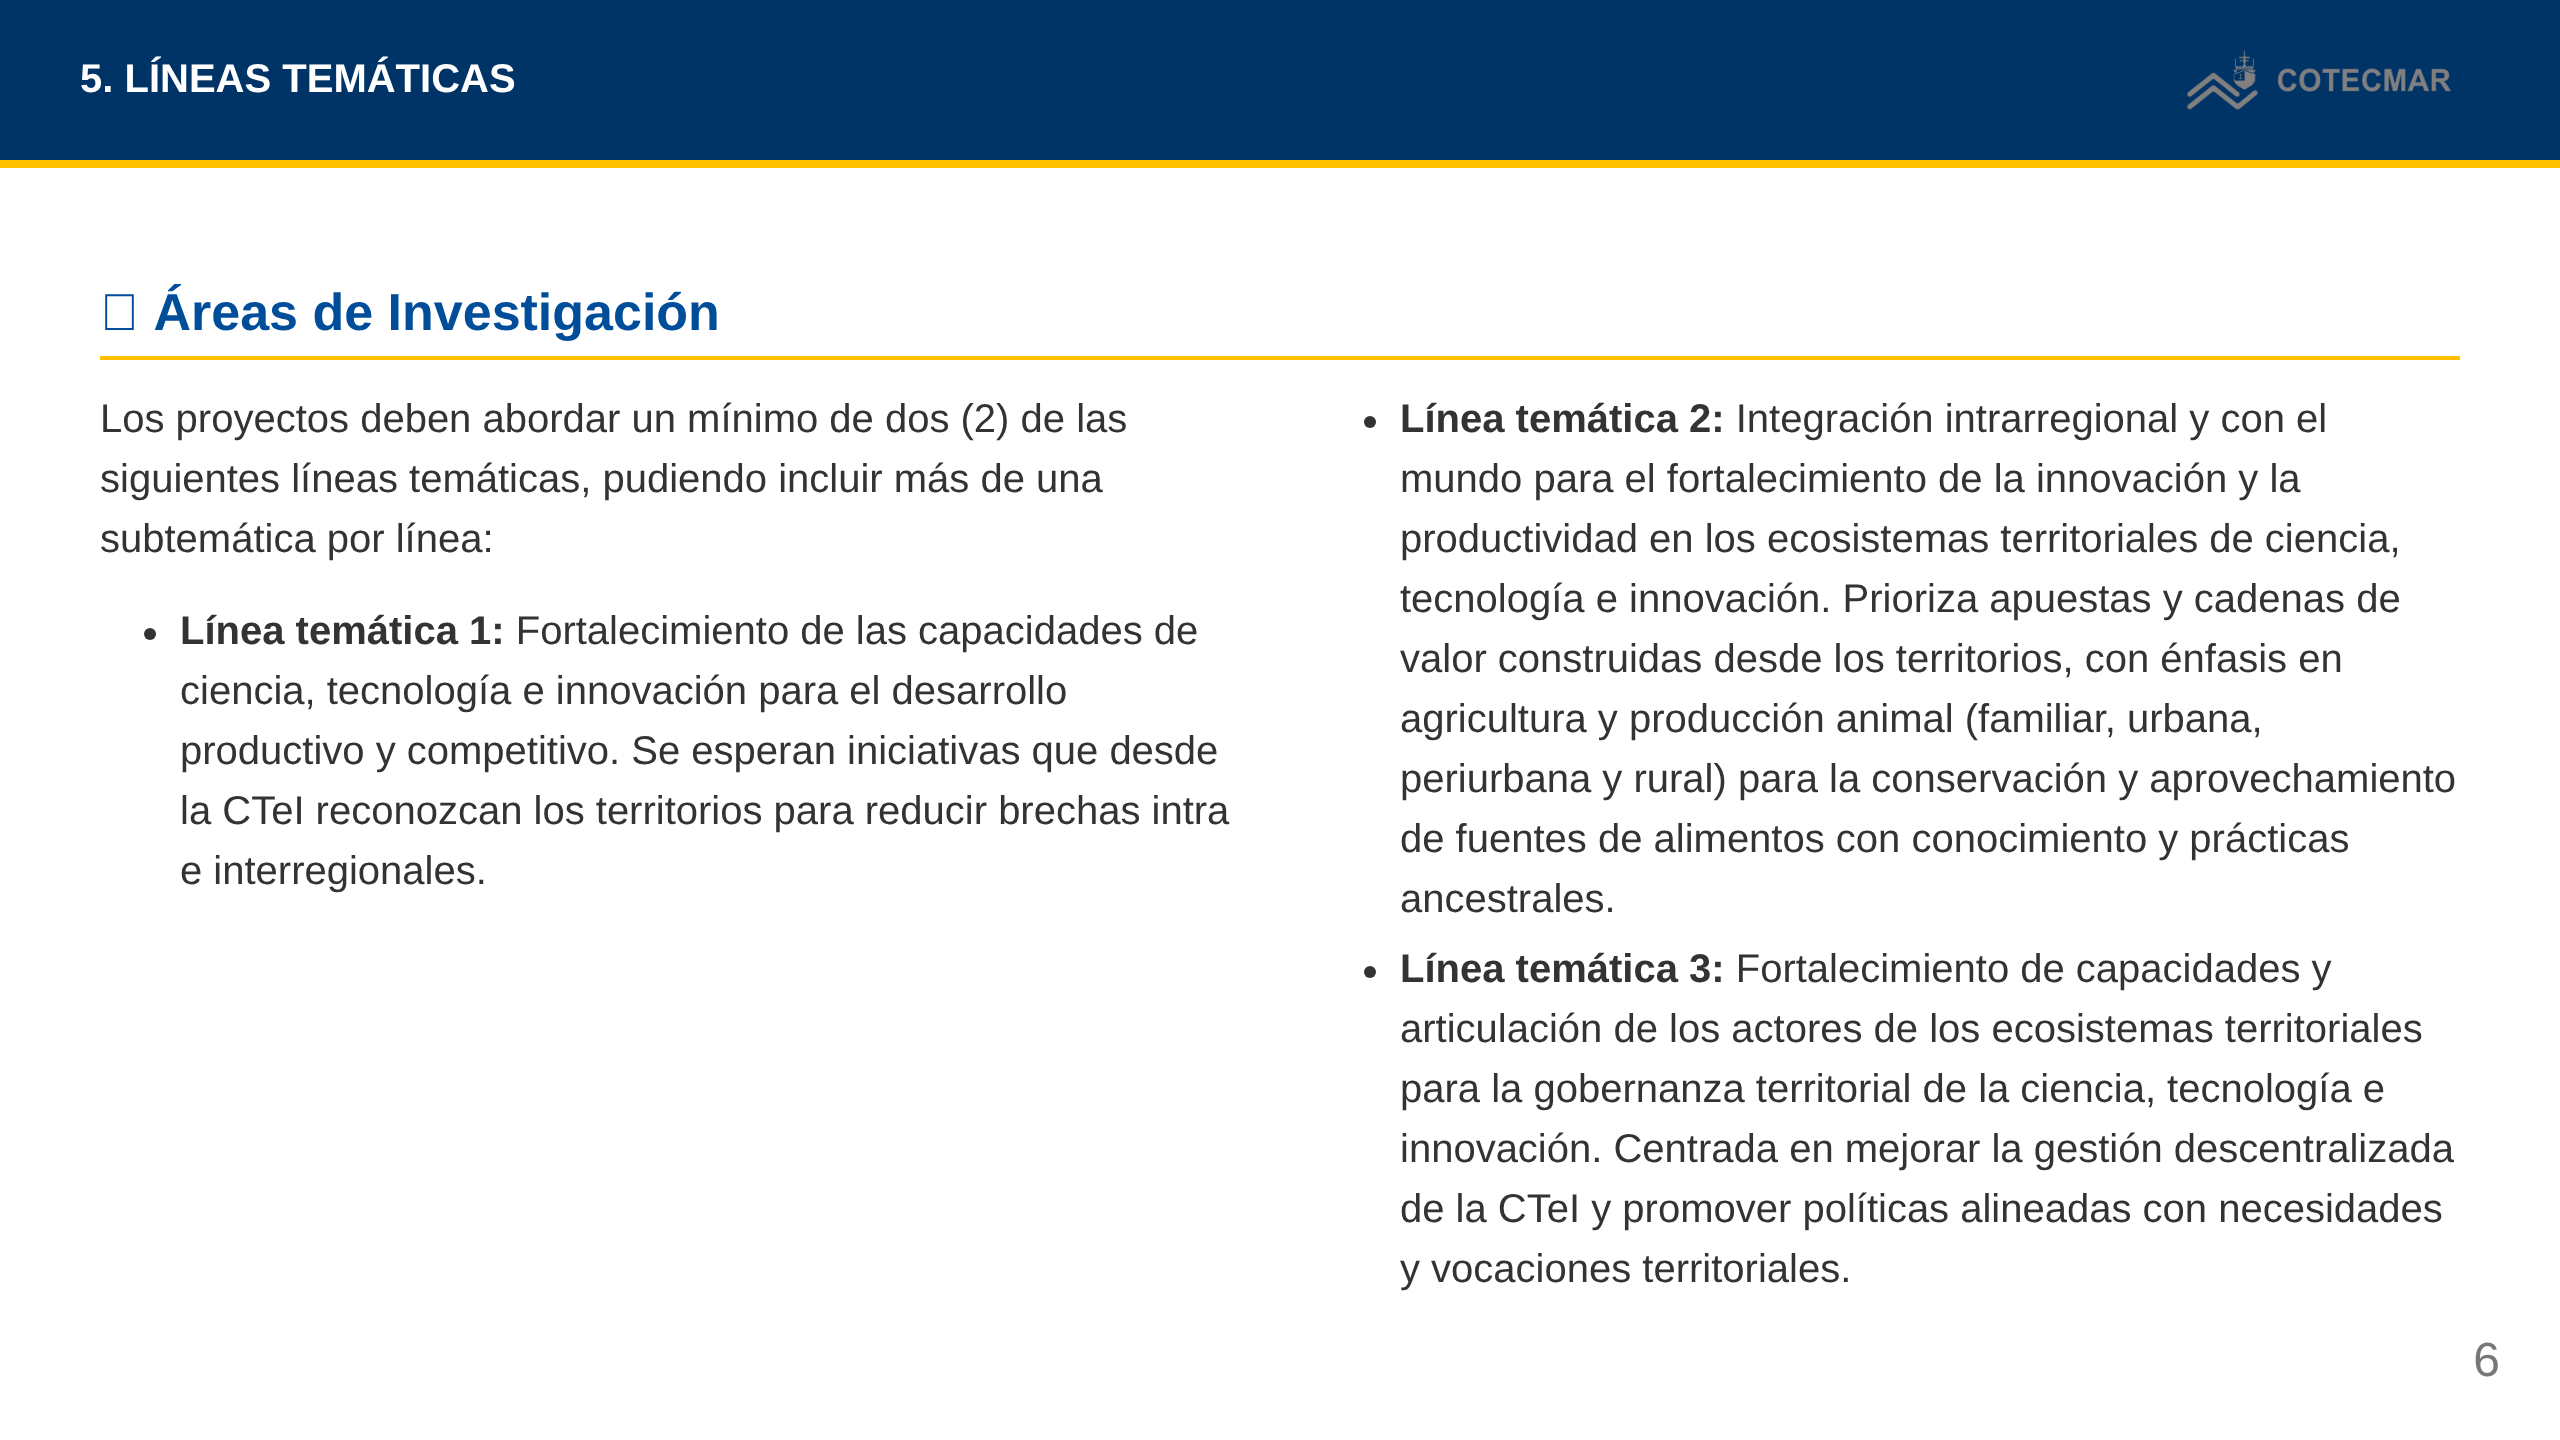 5. LÍNEAS TEMÁTICAS
COTECMAR
Áreas de Investigación
Los proyectos deben abordar un mínimo de dos (2) de las
siguientes líneas temáticas, pudiendo incluir más de una
subtemática por línea:
• Línea temática 1: Fortalecimiento de las capacidades de
ciencia, tecnología e innovación para el desarrollo
productivo y competitivo. Se esperan iniciativas que desde
la CTeI reconozcan los territorios para reducir brechas intra
e interregionales.
• Línea temática 2: Integración intrarregional y con el
mundo para el fortalecimiento de la innovación y la
productividad en los ecosistemas territoriales de ciencia,
tecnología e innovación. Prioriza apuestas y cadenas de
valor construidas desde los territorios, con énfasis en
agricultura y producción animal (familiar, urbana,
periurbana y rural) para la conservación y aprovechamiento
de fuentes de alimentos con conocimiento y prácticas
ancestrales.
• Línea temática 3: Fortalecimiento de capacidades y
articulación de los actores de los ecosistemas territoriales
para la gobernanza territorial de la ciencia, tecnología e
innovación. Centrada en mejorar la gestión descentralizada
de la CTeI y promover políticas alineadas con necesidades
y vocaciones territoriales.
6